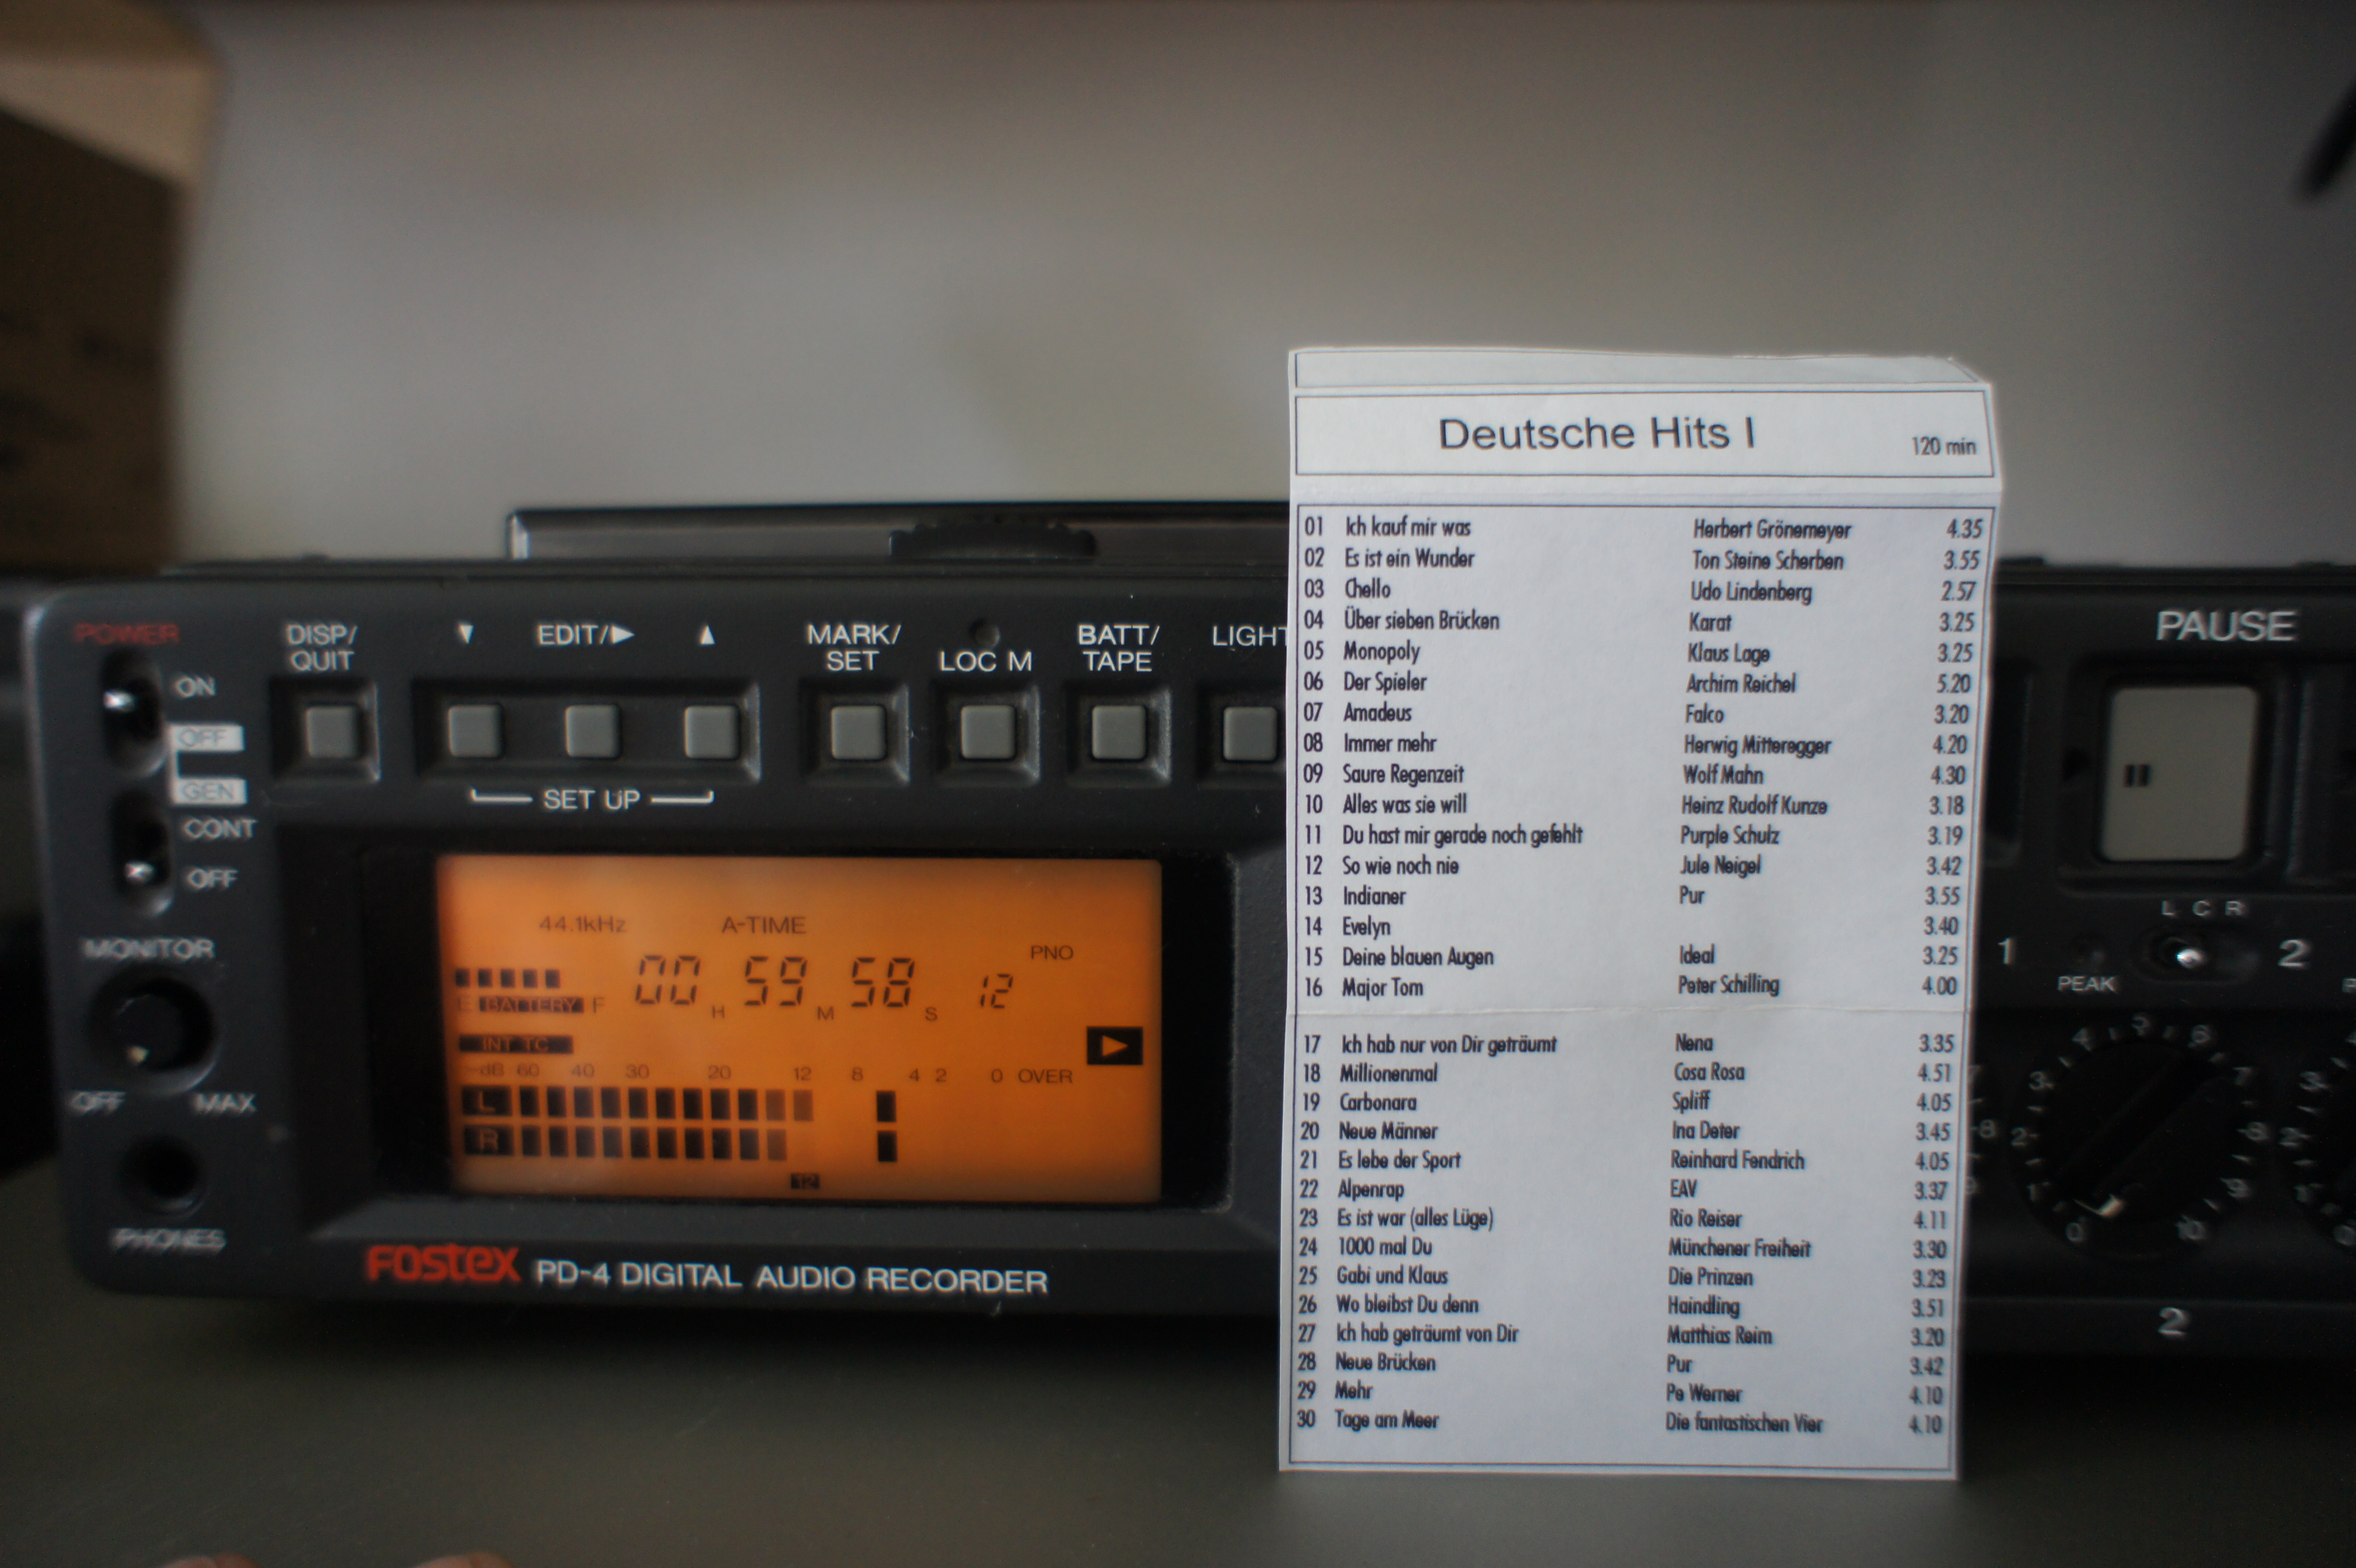 Deutsche Hits I 120 min
01 Ich kauf mir was Herbert Grönemeyer 4.35
02 Es ist ein Wunder Ton Steine Scherben 3.55
03 Chello Udo Lindenberg 2.57
04 Über sieben Brücken Karat 3.25
05 Monopoly Klaus Lage 3.25
06 Der Spieler Archim Reichel 5.20
07 Amadeus Falco 3.20
08 Immer mehr Herwig Mitteregger 4.20
09 Saure Regenzeit Wolf Mahn 4.30
10 Alles was sie will Heinz Rudolf Kunze 3.18
11 Du hast mir gerade noch gefehlt Purple Schulz 3.19
12 So wie noch nie Jule Neigel 3.42
13 Indianer Pur 3.55
14 Evelyn 3.40
15 Deine blauen Augen Ideal 3.25
16 Major Tom Peter Schilling 4.00
17 Ich hab nur von Dir geträumt Nena 3.35
18 Millionenmal Cosa Rosa 4.51
19 Carbonara Spliff 4.05
20 Neue Männer Ina Deter 3.45
21 Es lebe der Sport Reinhard Fendrich 4.05
22 Alpenrap EAV 3.37
23 Es ist war (alles Lüge) Rio Reiser 4.11
24 1000 mal Du Münchener Freiheit 3.30
25 Gabi und Klaus Die Prinzen 3.23
26 Wo bleibst Du denn Haindling 3.51
27 Ich hab geträumt von Dir Matthias Reim 3.20
28 Neue Brücken Pur 3.42
29 Mehr Pe Werner 4.10
30 Tage am Meer Die fantastischen Vier 4.10
POWER
ON
OFF
GEN
CONT
OFF
MONITOR
OFF MAX
PHONES
DISP/
QUIT
▼ EDIT/▶ ▲
SET UP
MARK/
SET
LOC M
BATT/
TAPE
LIGHT
44.1kHz A-TIME
PNO
00 H 59 M 58 S 12
E BATTERY F
INT TC
-dB 60 40 30 20 12 8 4 2 0 OVER
L
R
12
FOSTEX PD-4 DIGITAL AUDIO RECORDER
PAUSE
L C R
1 2
PEAK
0 1 2 3 4 5 6 7 8 9 10
2